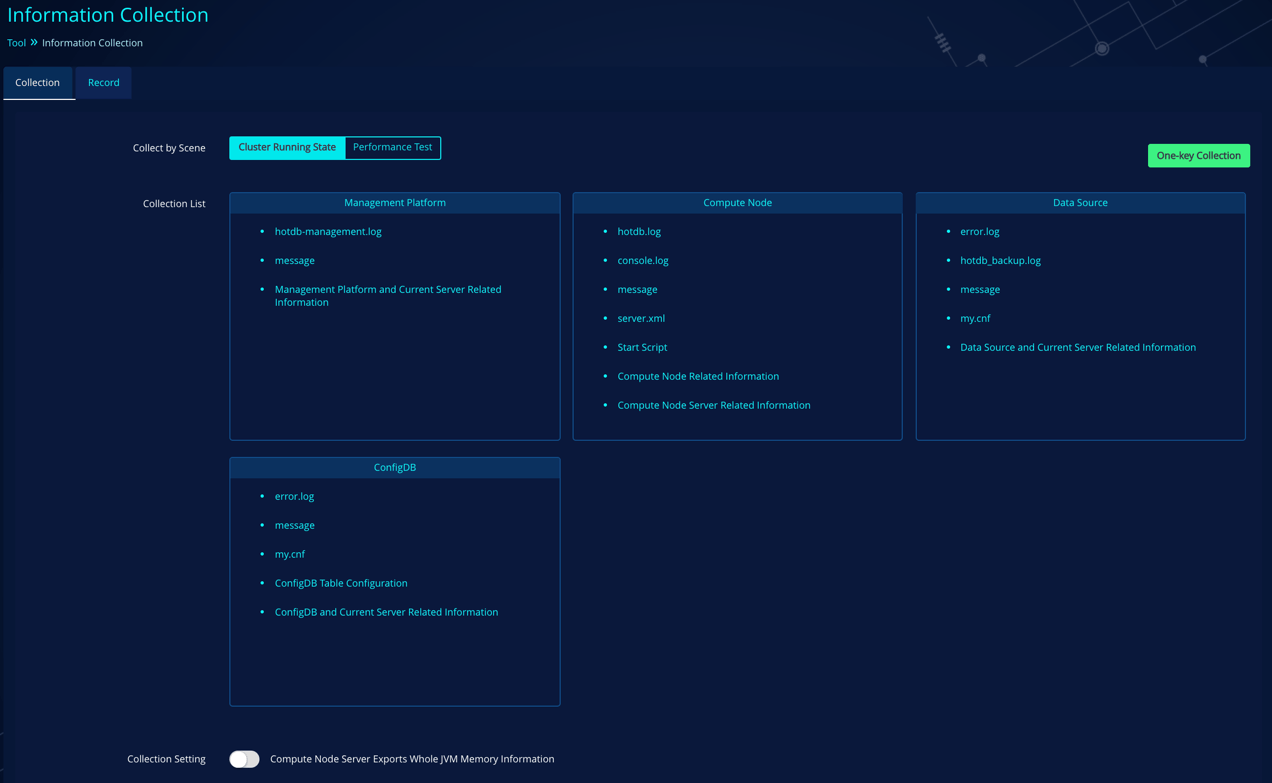 Information Collection
Tool » Information Collection
Collection Record
Collect by Scene Cluster Running State Performance Test
One-key Collection
Collection List
Management Platform
• hotdb-management.log
• message
• Management Platform and Current Server Related
Information
Compute Node
• hotdb.log
• console.log
• message
• server.xml
• Start Script
• Compute Node Related Information
• Compute Node Server Related Information
Data Source
• error.log
• hotdb_backup.log
• message
• my.cnf
• Data Source and Current Server Related Information
ConfigDB
• error.log
• message
• my.cnf
• ConfigDB Table Configuration
• ConfigDB and Current Server Related Information
Collection Setting Compute Node Server Exports Whole JVM Memory Information